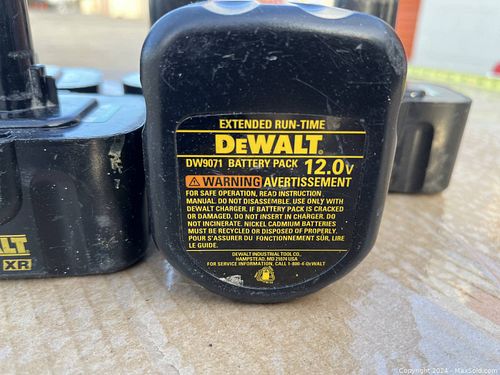 EXTENDED RUN-TIME
DEWALT
DW9071 BATTERY PACK 12.0V
WARNING AVERTISSEMENT
FOR SAFE OPERATION, READ INSTRUCTION
MANUAL. DO NOT DISASSEMBLE. USE ONLY WITH
DEWALT CHARGER. IF BATTERY PACK IS CRACKED
OR DAMAGED, DO NOT INSERT IN CHARGER. DO
NOT INCINERATE. NICKEL CADMIUM BATTERIES
MUST BE RECYCLED OR DISPOSED OF PROPERLY.
POUR S'ASSURER DU FONCTIONNEMENT SÛR, LIRE
LE GUIDE.
DEWALT INDUSTRIAL TOOL CO.,
HAMPSTEAD, MD 21074 USA
FOR SERVICE INFORMATION, CALL 1-800-4-DEWALT
ALT
XR
Copyright 2024 - MaxSold.com